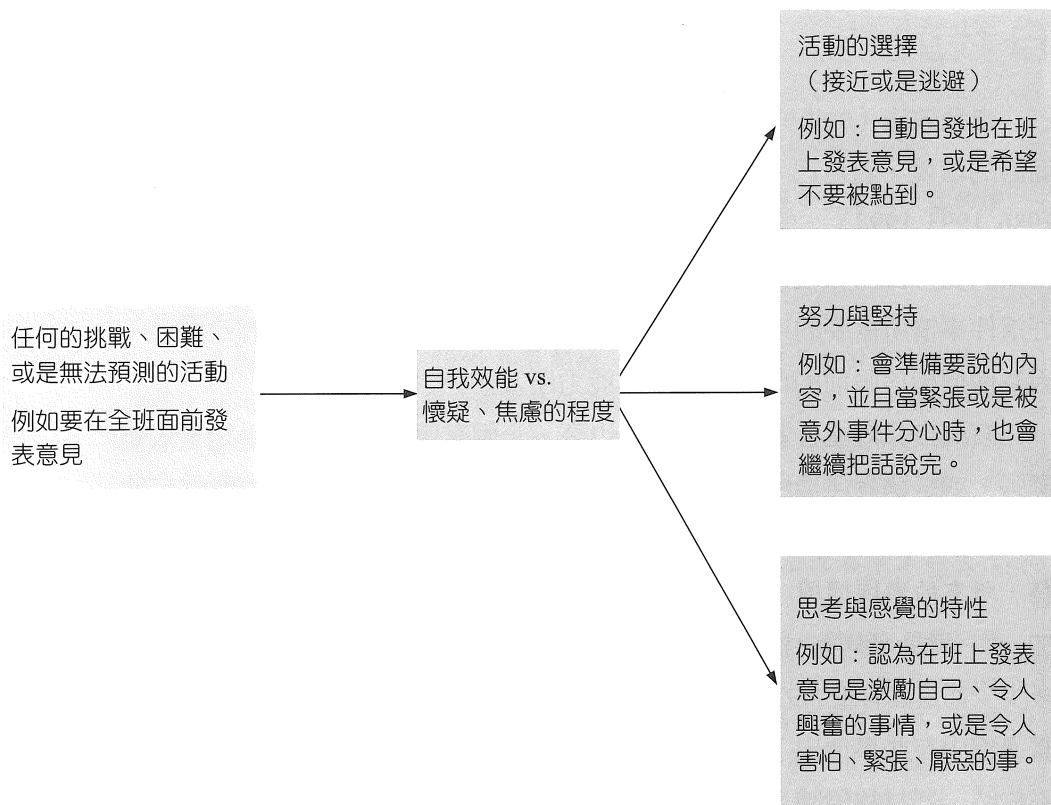 任何的挑戰、困難、
或是無法預測的活動
例如要在全班面前發
表意見
自我效能 vs.
懷疑、焦慮的程度
活動的選擇
（接近或是逃避）
例如：自動自發地在班
上發表意見，或是希望
不要被點到。
努力與堅持
例如：會準備要說的內
容，並且當緊張或是被
意外事件分心時，也會
繼續把話說完。
思考與感覺的特性
例如：認為在班上發表
意見是激勵自己、令人
興奮的事情，或是令人
害怕、緊張、厭惡的事。